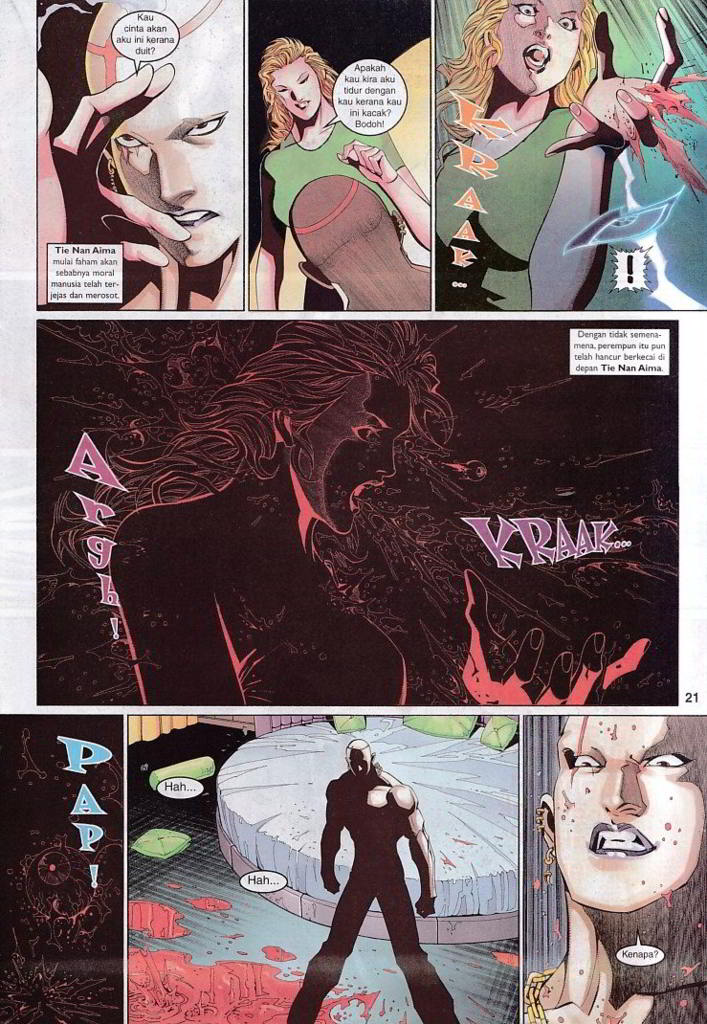 Kau
cinta akan
aku ini kerana
duit?
Tie Nan Aima
mulai faham akan
sebabnya moral
manusia telah ter-
jejas dan merosot.
Apakah
kau kira aku
tidur dengan
kau kerana kau
ini kacak?
Bodoh!
KRAAK...
!
Dengan tidak semena-
mena, perempun itu pun
telah hancur berkecai di
depan Tie Nan Aima.
Argh!
KRAAK...
21
PAP!
Hah...
Hah...
Kenapa?